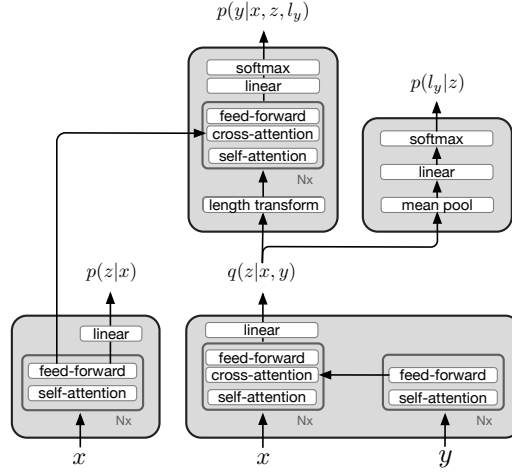 p(y|x, z, l_y)
softmax
linear
feed-forward
cross-attention
self-attention
Nx
length transform
p(l_y|z)
softmax
linear
mean pool
p(z|x)
linear
feed-forward
self-attention
Nx
x
q(z|x, y)
linear
feed-forward
cross-attention
self-attention
Nx
x
feed-forward
self-attention
Nx
y